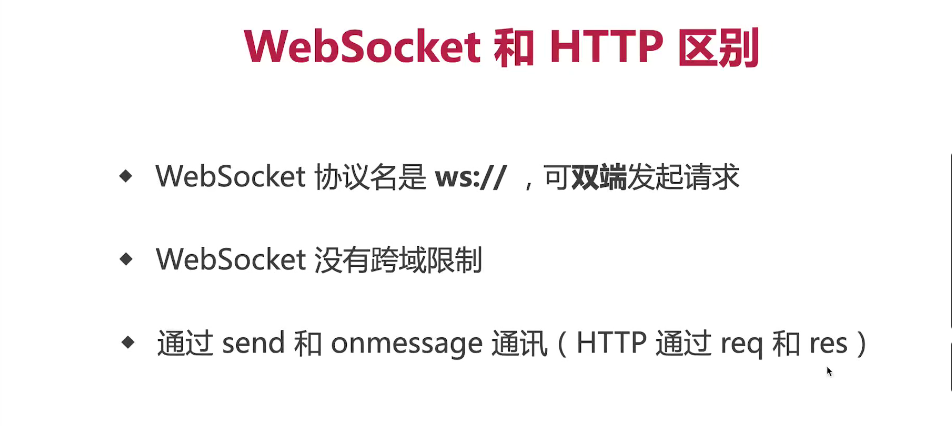 WebSocket 和 HTTP 区别
WebSocket 协议名是 ws:// ，可双端发起请求
WebSocket 没有跨域限制
通过 send 和 onmessage 通讯（HTTP 通过 req 和 res）